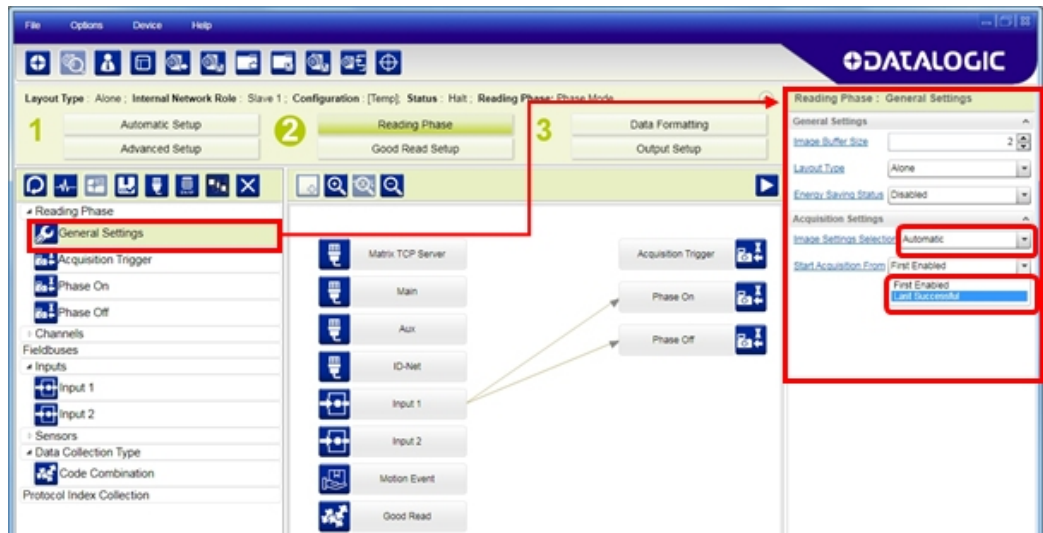 File Options Device Help
DATALOGIC
Layout Type : Alone ; Internal Network Role : Slave 1 ; Configuration : [Temp]; Status : Halt ; Reading Phase: Phase Mode
1
Automatic Setup
Advanced Setup
2
Reading Phase
Good Read Setup
3
Data Formatting
Output Setup
Reading Phase
General Settings
Acquisition Trigger
Phase On
Phase Off
Channels
Fieldbuses
Inputs
Input 1
Input 2
Sensors
Data Collection Type
Code Combination
Protocol Index Collection
Matrix TCP Server
Main
Aux
ID-Net
Input 1
Input 2
Motion Event
Good Read
Acquisition Trigger
Phase On
Phase Off
Reading Phase : General Settings
General Settings
Image Buffer Size 2
Layout Type Alone
Energy Saving Status Disabled
Acquisition Settings
Image Settings Selection Automatic
Start Acquisition From First Enabled
First Enabled
Last Successful